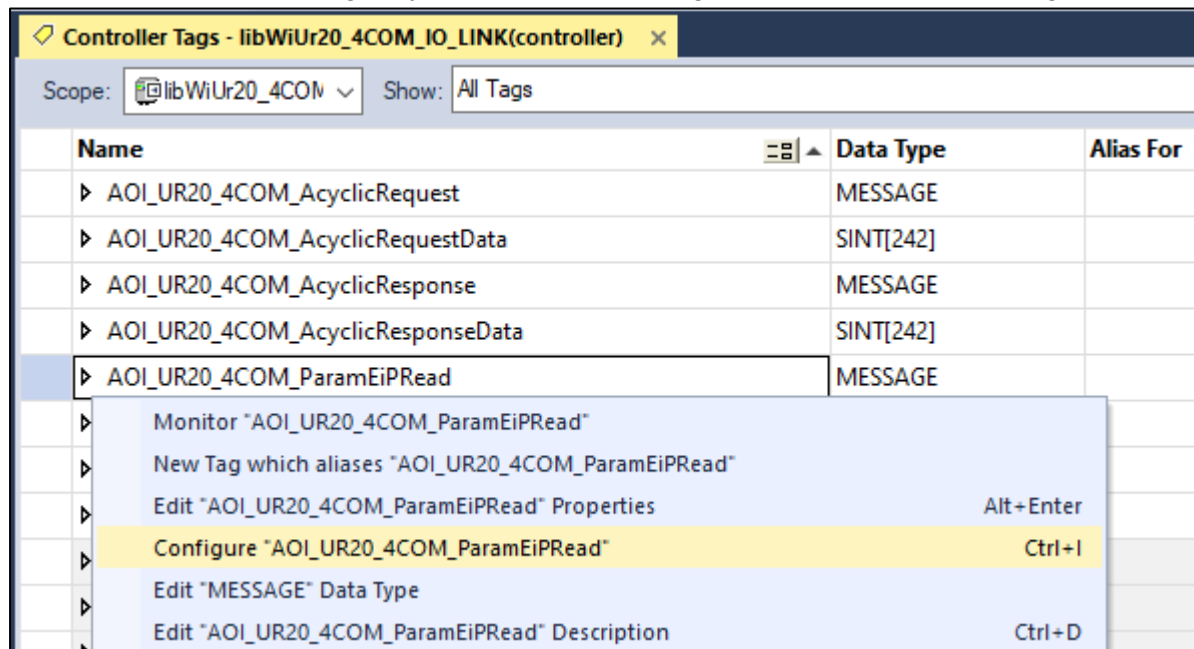 Controller Tags - libWiUr20_4COM_IO_LINK(controller) ×
Scope: libWiUr20_4COM Show: All Tags
Name Data Type Alias For
AOI_UR20_4COM_AcyclicRequest MESSAGE
AOI_UR20_4COM_AcyclicRequestData SINT[242]
AOI_UR20_4COM_AcyclicResponse MESSAGE
AOI_UR20_4COM_AcyclicResponseData SINT[242]
AOI_UR20_4COM_ParamEiPRead MESSAGE
Monitor "AOI_UR20_4COM_ParamEiPRead"
New Tag which aliases "AOI_UR20_4COM_ParamEiPRead"
Edit "AOI_UR20_4COM_ParamEiPRead" Properties Alt+Enter
Configure "AOI_UR20_4COM_ParamEiPRead" Ctrl+I
Edit "MESSAGE" Data Type
Edit "AOI_UR20_4COM_ParamEiPRead" Description Ctrl+D